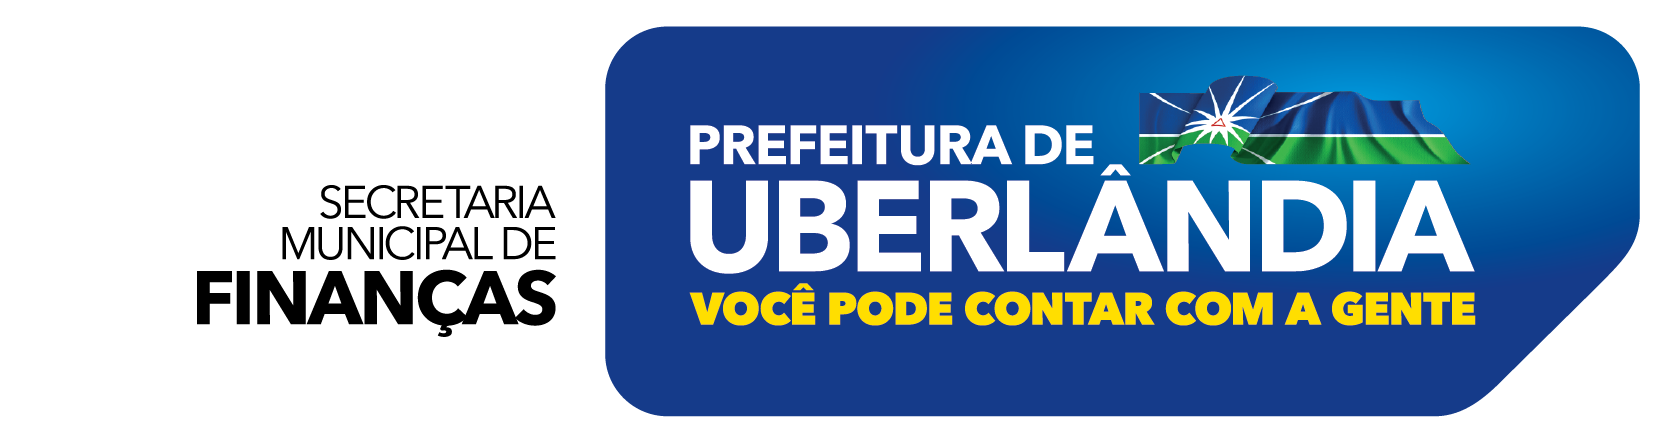 SECRETARIA
MUNICIPAL DE
FINANÇAS
PREFEITURA DE
UBERLÂNDIA
VOCÊ PODE CONTAR COM A GENTE